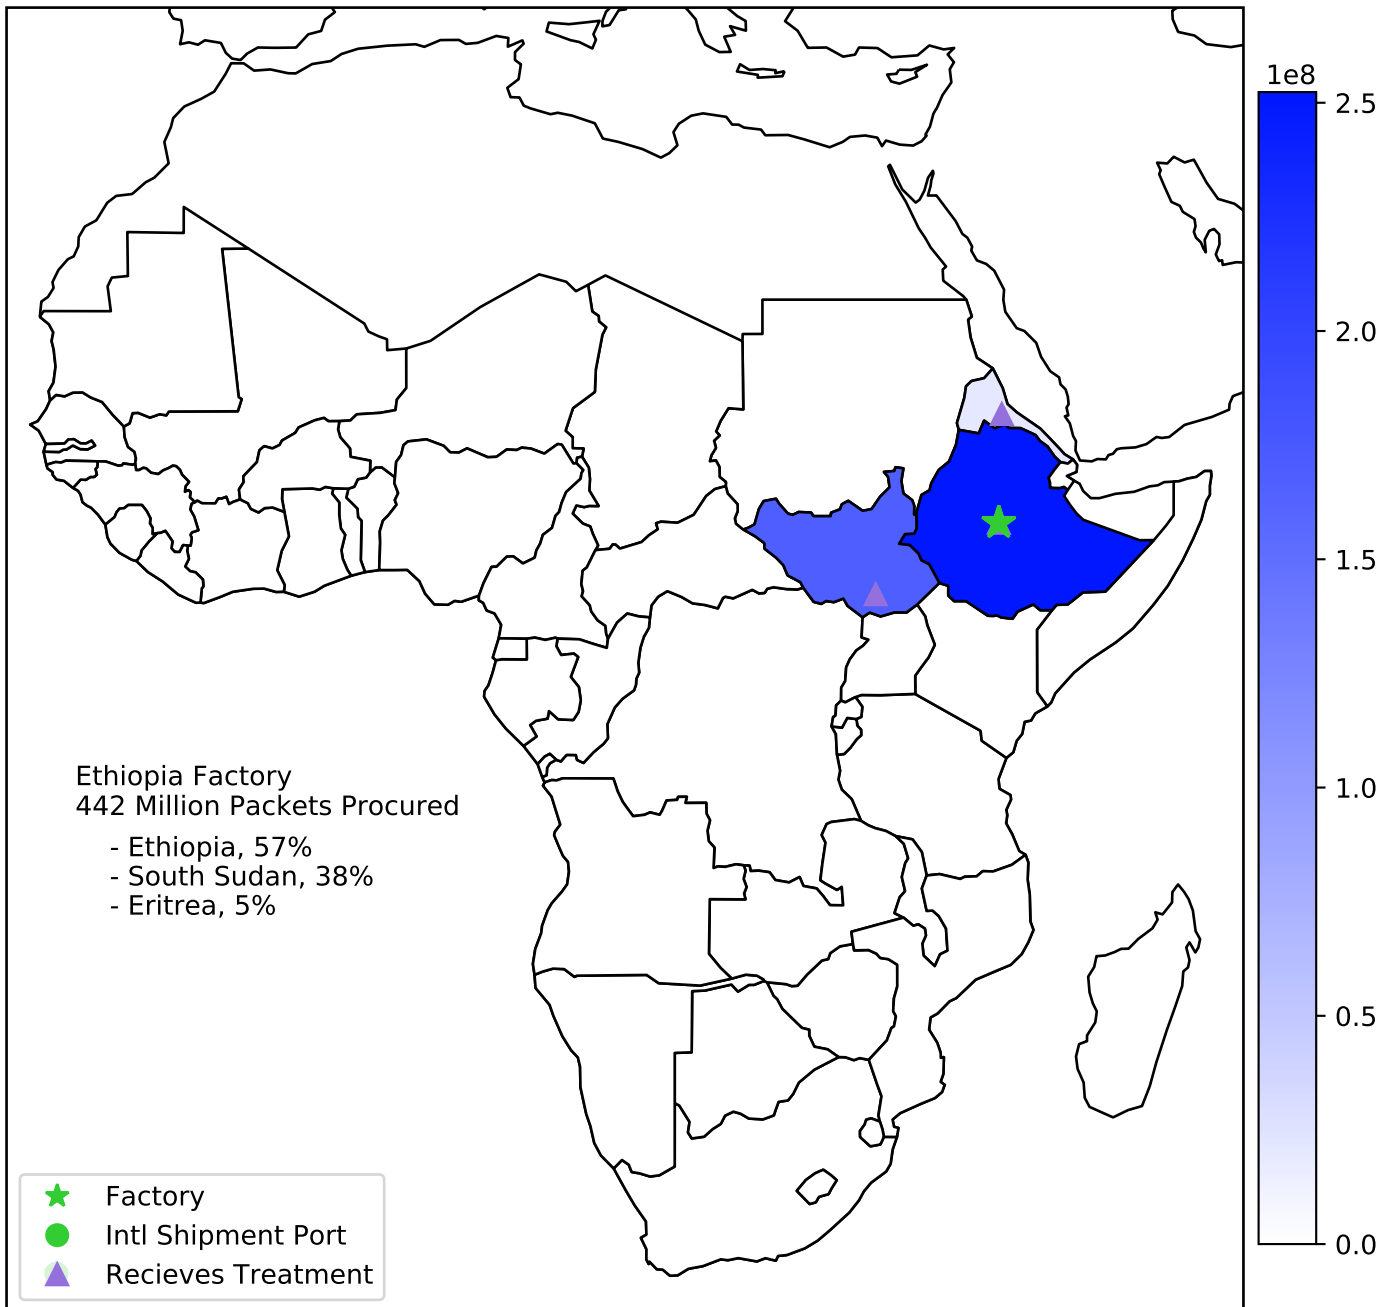 1e8
2.5
2.0
1.5
1.0
0.5
0.0
Ethiopia Factory
442 Million Packets Procured
- Ethiopia, 57%
- South Sudan, 38%
- Eritrea, 5%
Factory
Intl Shipment Port
Recieves Treatment